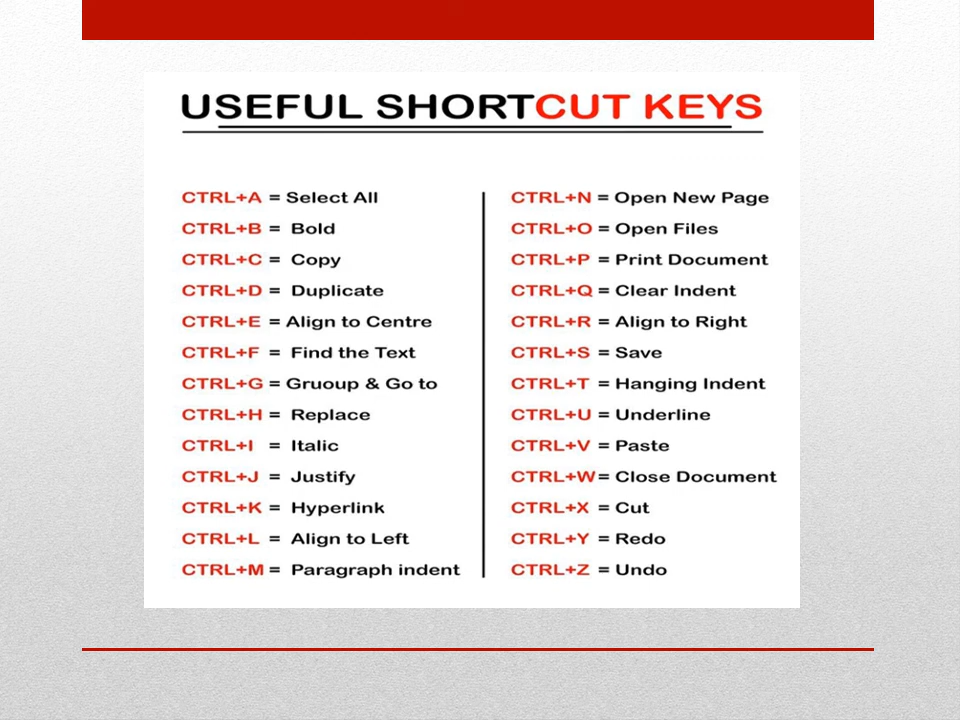 USEFUL SHORTCUT KEYS
CTRL+A = Select All
CTRL+B = Bold
CTRL+C = Copy
CTRL+D = Duplicate
CTRL+E = Align to Centre
CTRL+F = Find the Text
CTRL+G = Gruoup & Go to
CTRL+H = Replace
CTRL+I = Italic
CTRL+J = Justify
CTRL+K = Hyperlink
CTRL+L = Align to Left
CTRL+M = Paragraph indent
CTRL+N = Open New Page
CTRL+O = Open Files
CTRL+P = Print Document
CTRL+Q = Clear Indent
CTRL+R = Align to Right
CTRL+S = Save
CTRL+T = Hanging Indent
CTRL+U = Underline
CTRL+V = Paste
CTRL+W= Close Document
CTRL+X = Cut
CTRL+Y = Redo
CTRL+Z = Undo